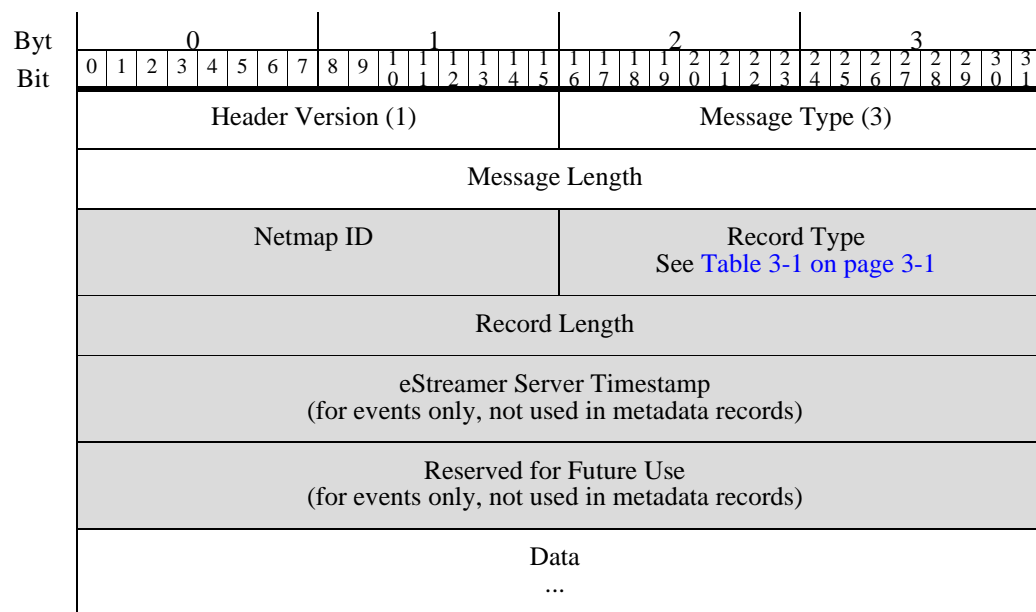 Byt 0 1 2 3
Bit 0 1 2 3 4 5 6 7 8 9 10 11 12 13 14 15 16 17 18 19 20 21 22 23 24 25 26 27 28 29 30 31
Header Version (1) Message Type (3)
Message Length
Netmap ID Record Type
See Table 3-1 on page 3-1
Record Length
eStreamer Server Timestamp
(for events only, not used in metadata records)
Reserved for Future Use
(for events only, not used in metadata records)
Data
...